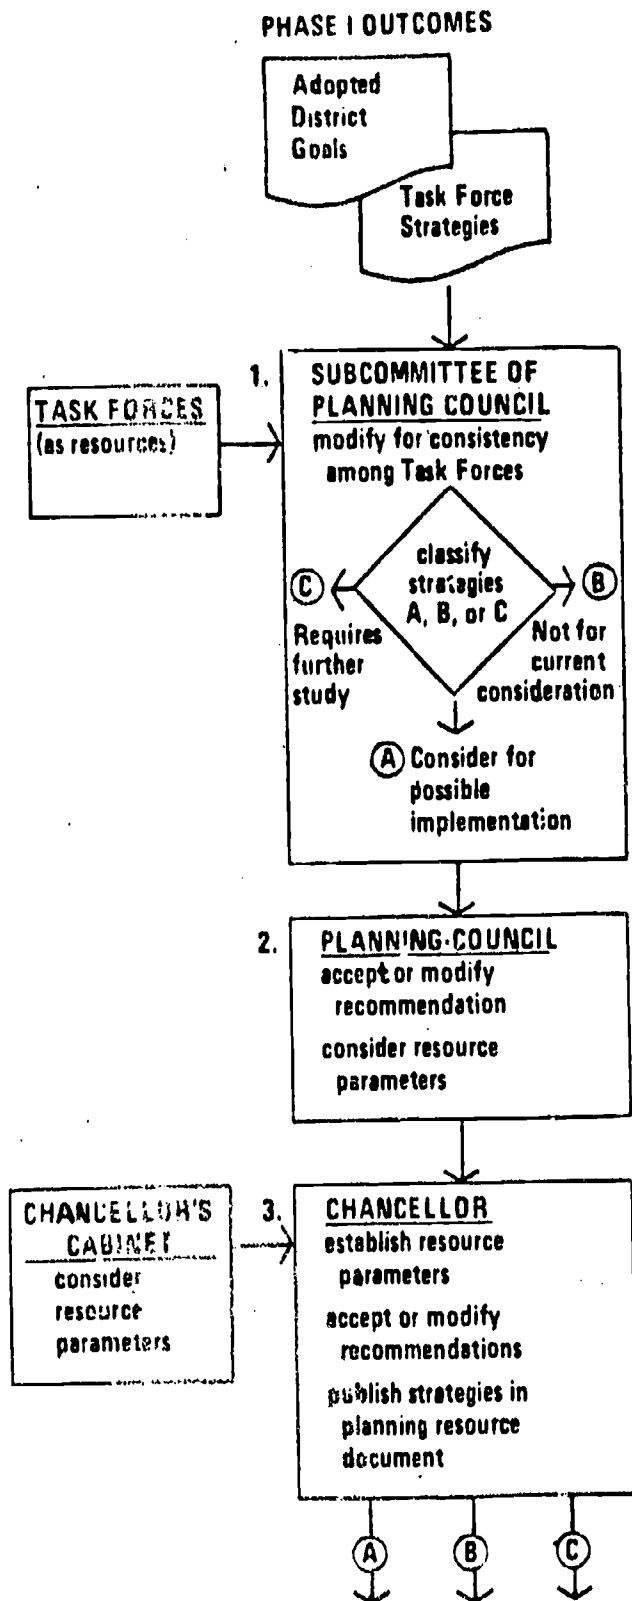 PHASE I OUTCOMES
Adopted
District
Goals
Task Force
Strategies
TASK FORCES
(as resources)
1.
SUBCOMMITTEE OF
PLANNING COUNCIL
modify for consistency
among Task Forces
classify
strategies
A, B, or C
C
Requires
further
study
B
Not for
current
consideration
A Consider for
possible
implementation
2.
PLANNING COUNCIL
accept or modify
recommendation
consider resource
parameters
CHANCELLOR'S
CABINET
consider
resource
parameters
3.
CHANCELLOR
establish resource
parameters
accept or modify
recommendations
publish strategies in
planning resource
document
A B C